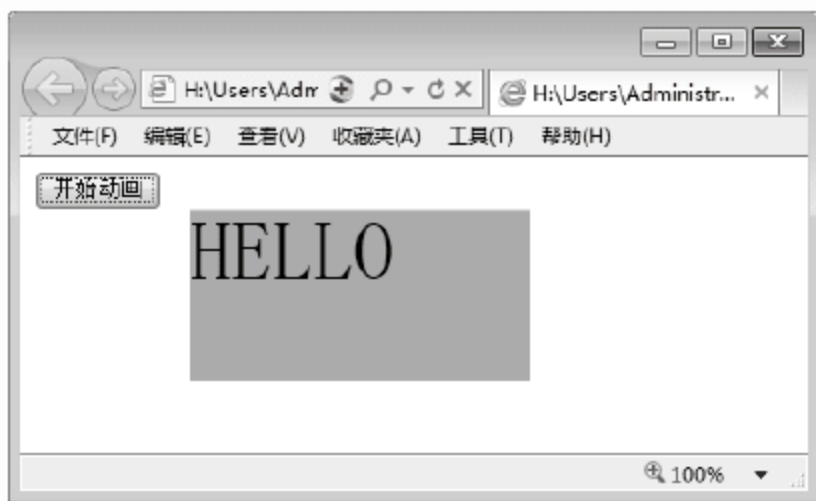 H:\Users\Adm
H:\Users\Administr...
文件(F) 编辑(E) 查看(V) 收藏夹(A) 工具(T) 帮助(H)
开始动画
HELLO
100%